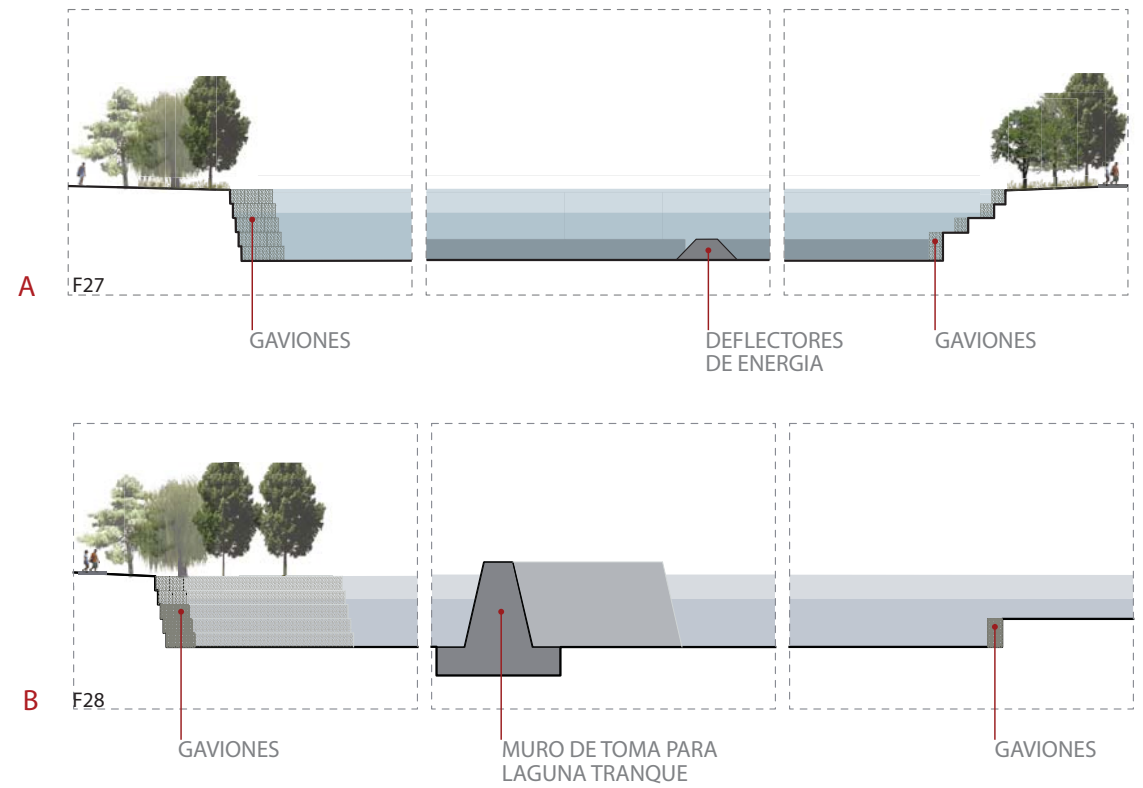 A
F27
GAVIONES
DEFLECTORES
DE ENERGIA
GAVIONES
B
F28
GAVIONES
MURO DE TOMA PARA
LAGUNA TRANQUE
GAVIONES